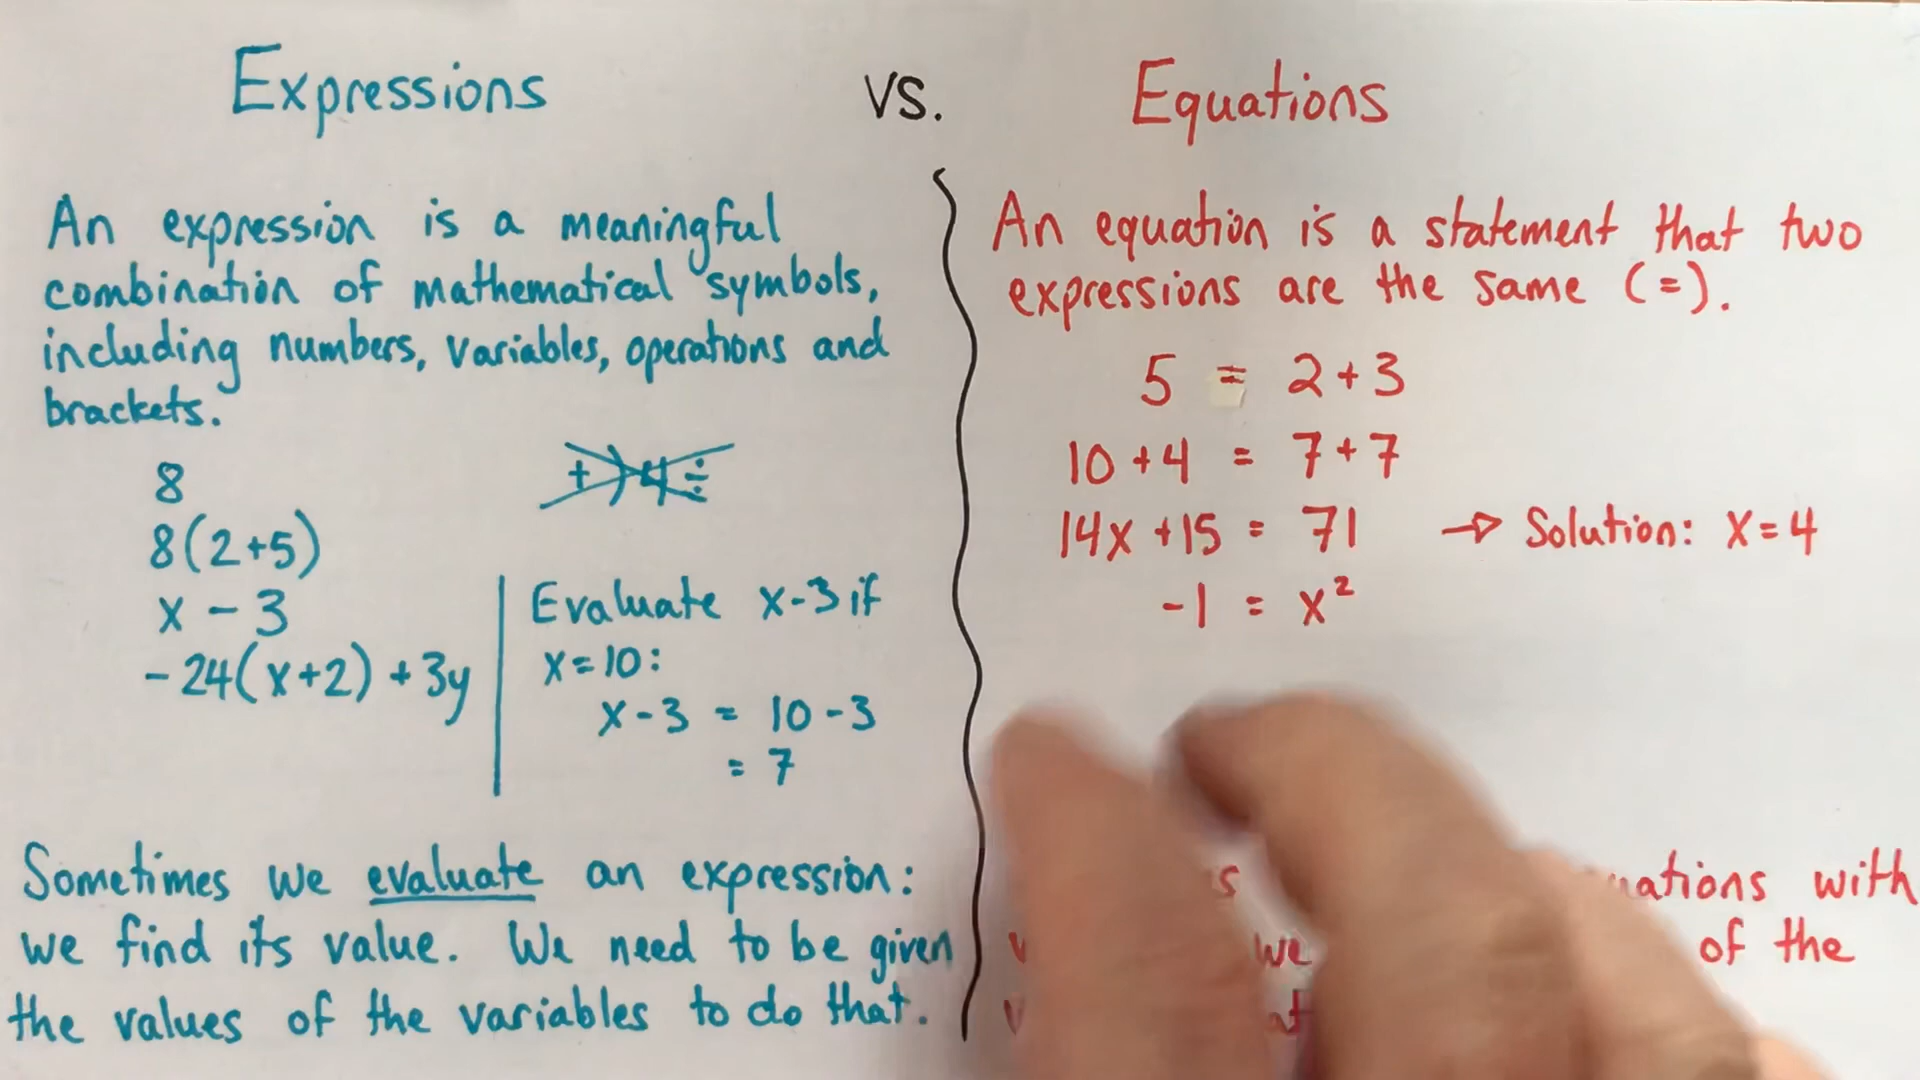 Expressions vs. Equations
An expression is a meaningful
combination of mathematical symbols,
including numbers, variables, operations and
brackets.
8
8(2+5)
x - 3
-24(x+2) + 3y
+)4÷
Evaluate x-3 if
x=10:
x-3 = 10-3
= 7
Sometimes we evaluate an expression:
we find its value. We need to be given
the values of the variables to do that.
An equation is a statement that two
expressions are the same (=).
5 = 2+3
10+4 = 7+7
14x+15 = 71 → Solution: x=4
-1 = x²
with
we of the